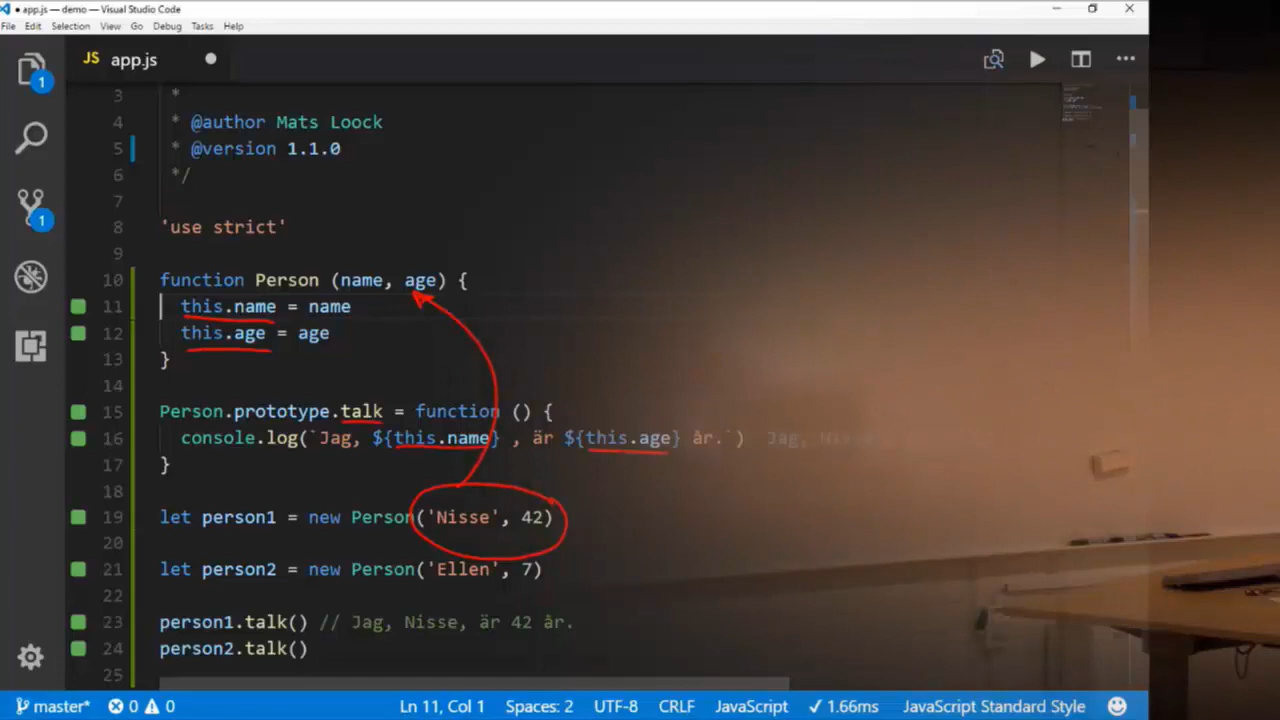 app.js — demo — Visual Studio Code
File Edit Selection View Go Debug Tasks Help
JS app.js
1
1
3 *
4 * @author Mats Loock
5 * @version 1.1.0
6 */
7
8 'use strict'
9
10 function Person (name, age) {
11 this.name = name
12 this.age = age
13 }
14
15 Person.prototype.talk = function () {
16 console.log(`Jag, ${this.name} , är ${this.age} år.`) Jag,
17 }
18
19 let person1 = new Person('Nisse', 42)
20
21 let person2 = new Person('Ellen', 7)
22
23 person1.talk() // Jag, Nisse, är 42 år.
24 person2.talk()
25
master* 0 0 Ln 11, Col 1 Spaces: 2 UTF-8 CRLF JavaScript ✓ 1.66ms JavaScript Standard Style